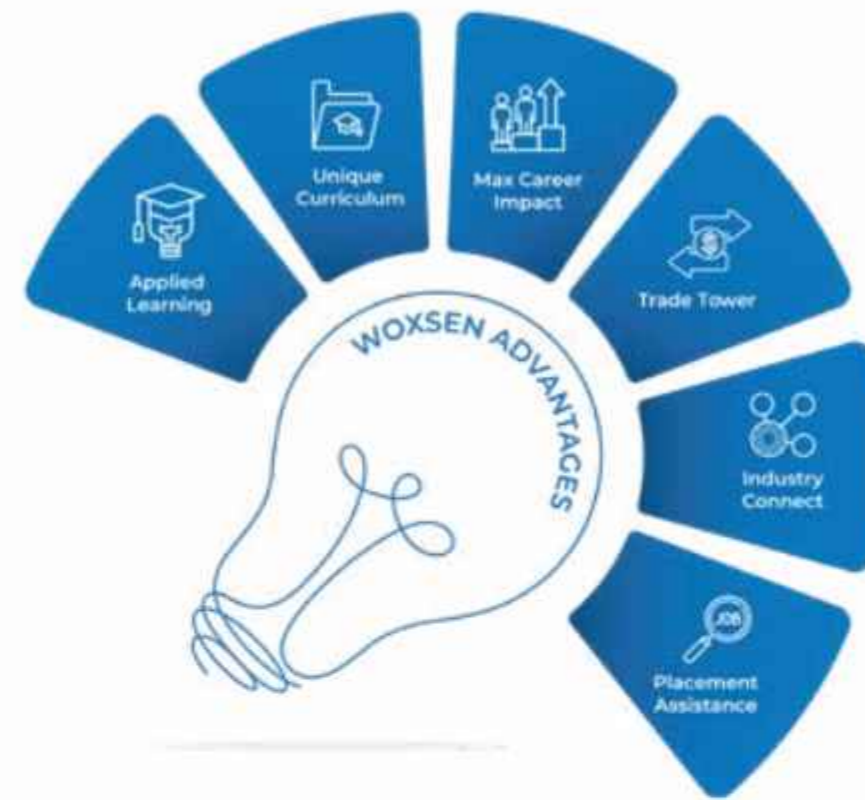 Applied
Learning
Unique
Curriculum
Max Career
Impact
Trade Tower
Industry
Connect
JOB
Placement
Assistance
WOXSEN ADVANTAGES